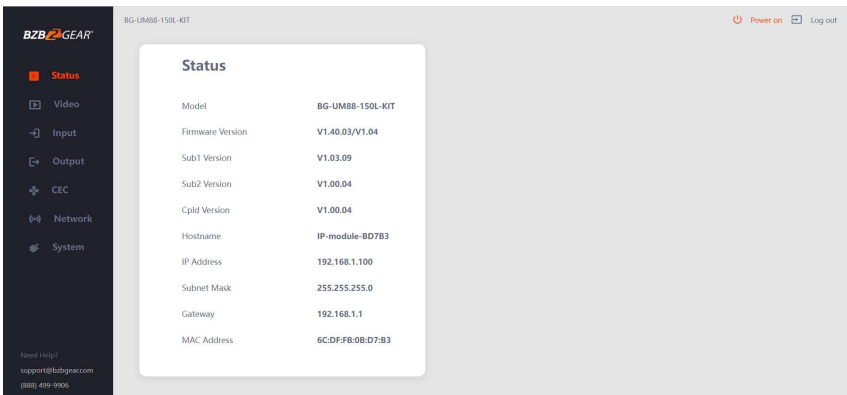 BG-UM88-150L-KIT
Power on
Log out
BZBGEAR®
Status
Video
Input
Output
CEC
Network
System
Need Help?
support@bzbgear.com
(888) 499-9906
Status
Model BG-UM88-150L-KIT
Firmware Version V1.40.03/V1.04
Sub1 Version V1.03.09
Sub2 Version V1.00.04
Cpld Version V1.00.04
Hostname IP-module-BD7B3
IP Address 192.168.1.100
Subnet Mask 255.255.255.0
Gateway 192.168.1.1
MAC Address 6C:DF:FB:0B:D7:B3